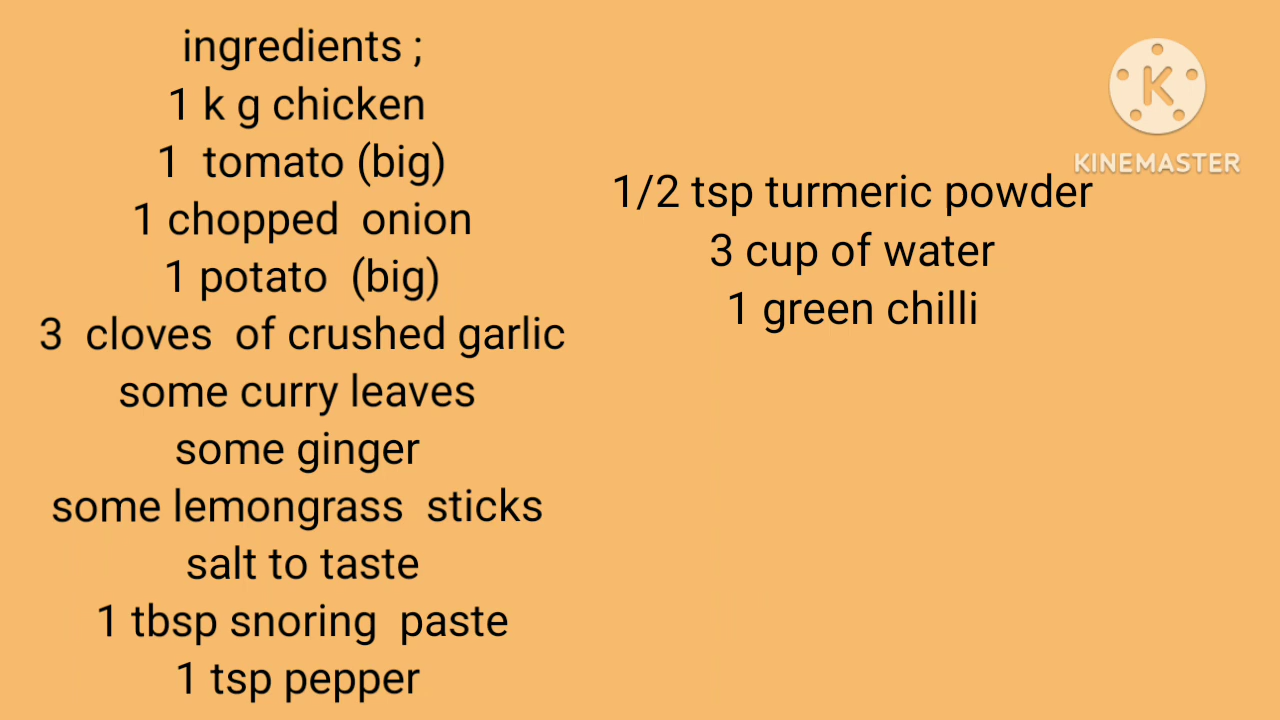 ingredients ;
1 k g chicken
1 tomato (big)
1 chopped onion
1 potato (big)
3 cloves of crushed garlic
some curry leaves
some ginger
some lemongrass sticks
salt to taste
1 tbsp snoring paste
1 tsp pepper
1/2 tsp turmeric powder
3 cup of water
1 green chilli
K
KINEMASTER